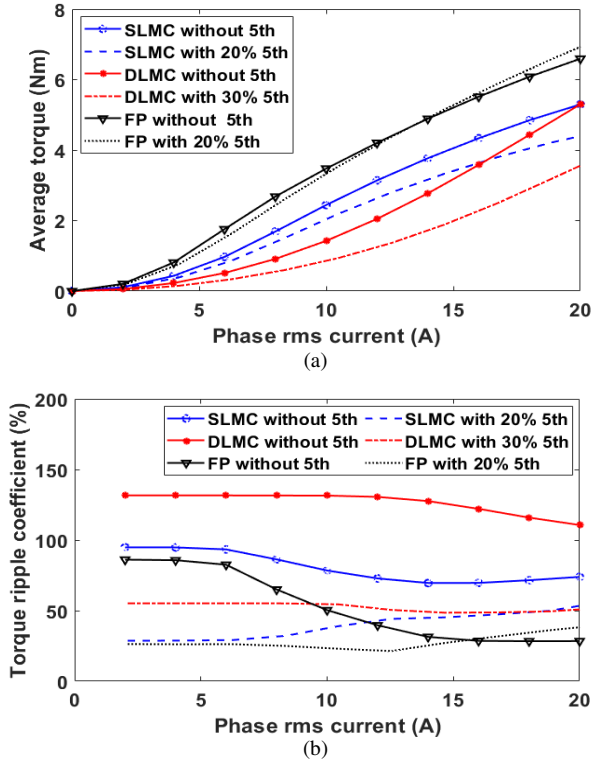 8
6
4
2
0
Average torque (Nm)
SLMC without 5th
SLMC with 20% 5th
DLMC without 5th
DLMC with 30% 5th
FP without 5th
FP with 20% 5th
0 5 10 15 20
Phase rms current (A)
(a)
200
150
100
50
0
Torque ripple coefficient (%)
SLMC without 5th SLMC with 20% 5th
DLMC without 5th DLMC with 30% 5th
FP without 5th FP with 20% 5th
0 5 10 15 20
Phase rms current (A)
(b)